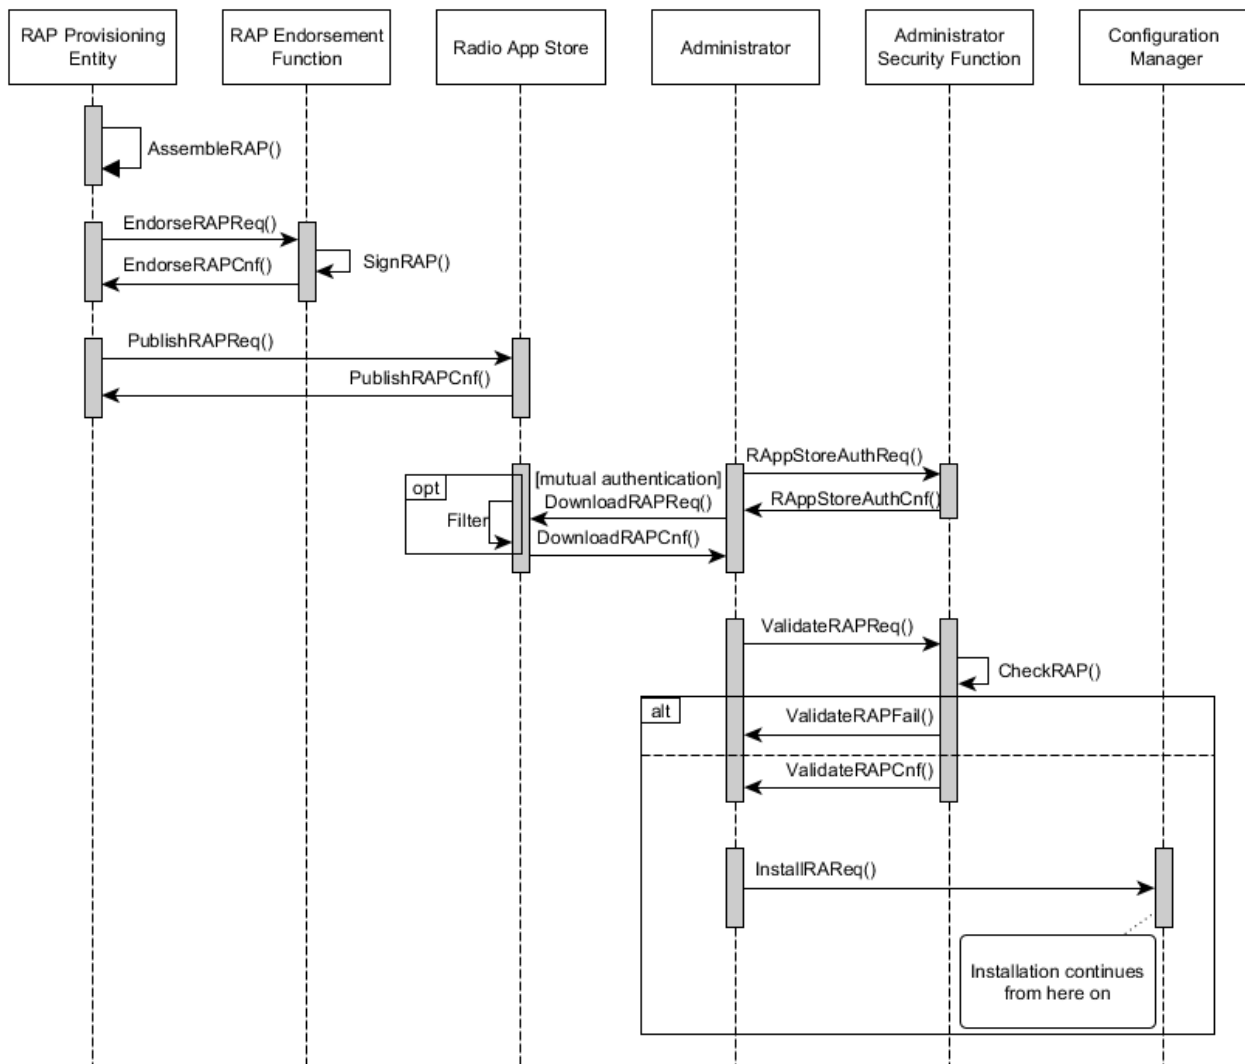 RAP Provisioning
Entity
RAP Endorsement
Function
Radio App Store
Administrator
Administrator
Security Function
Configuration
Manager
AssembleRAP()
EndorseRAPReq()
EndorseRAPCnf()
SignRAP()
PublishRAPReq()
PublishRAPCnf()
RAppStoreAuthReq()
[mutual authentication]
opt
RAppStoreAuthCnf()
DownloadRAPReq()
Filter
DownloadRAPCnf()
ValidateRAPReq()
CheckRAP()
alt
ValidateRAPFail()
ValidateRAPCnf()
InstallRAReq()
Installation continues
from here on